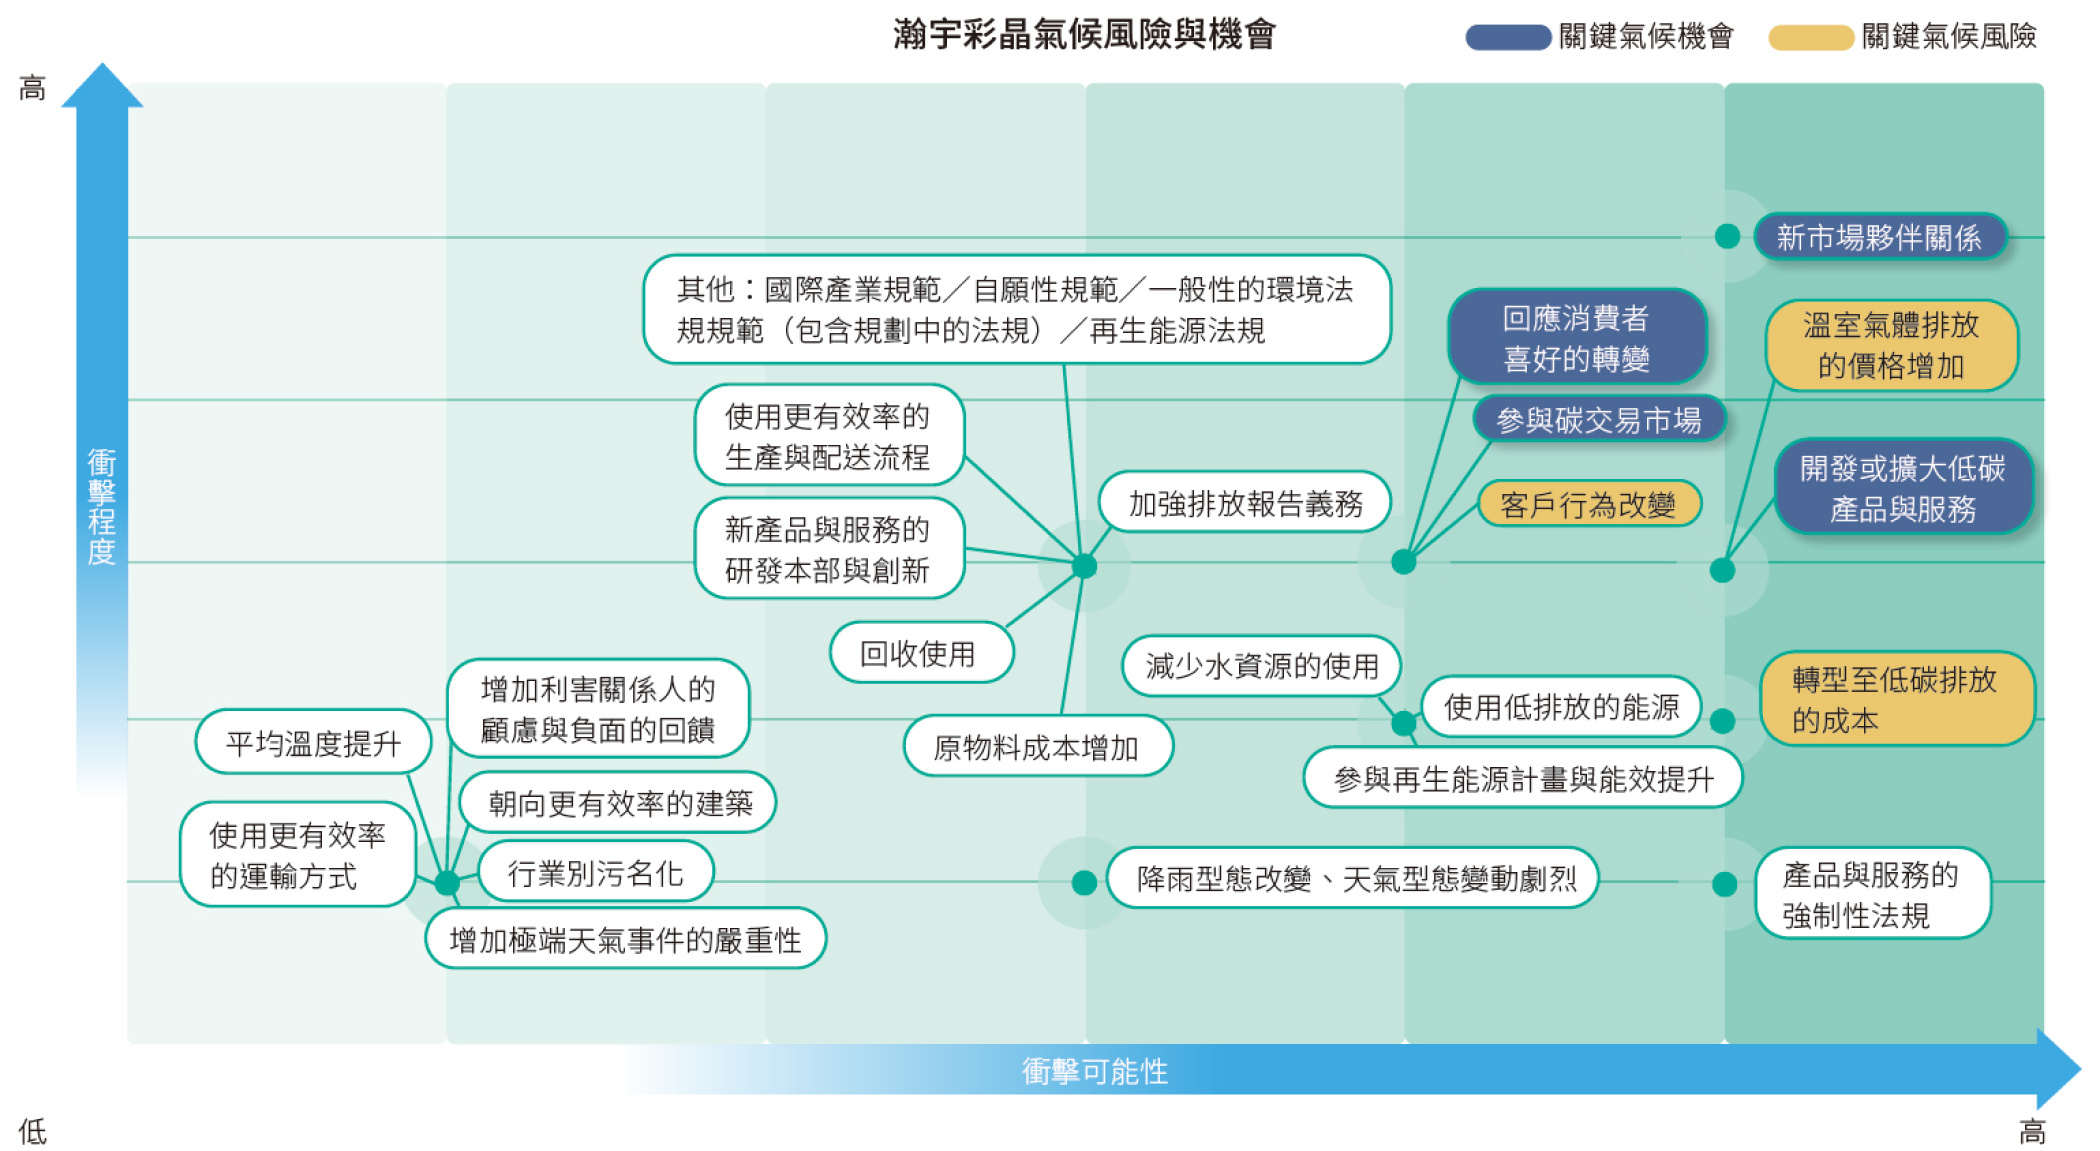 瀚宇彩晶氣候風險與機會
關鍵氣候機會
關鍵氣候風險
高
衝擊程度
新市場夥伴關係
其他：國際產業規範／自願性規範／一般性的環境法
規規範（包含規劃中的法規）／再生能源法規
回應消費者
喜好的轉變
溫室氣體排放
的價格增加
使用更有效率的
生產與配送流程
參與碳交易市場
開發或擴大低碳
產品與服務
加強排放報告義務
客戶行為改變
新產品與服務的
研發本部與創新
回收使用
減少水資源的使用
增加利害關係人的
顧慮與負面的回饋
使用低排放的能源
轉型至低碳排放
的成本
平均溫度提升
原物料成本增加
參與再生能源計畫與能效提升
朝向更有效率的建築
使用更有效率
的運輸方式
行業別污名化
降雨型態改變、天氣型態變動劇烈
產品與服務的
強制性法規
增加極端天氣事件的嚴重性
衝擊可能性
低
高